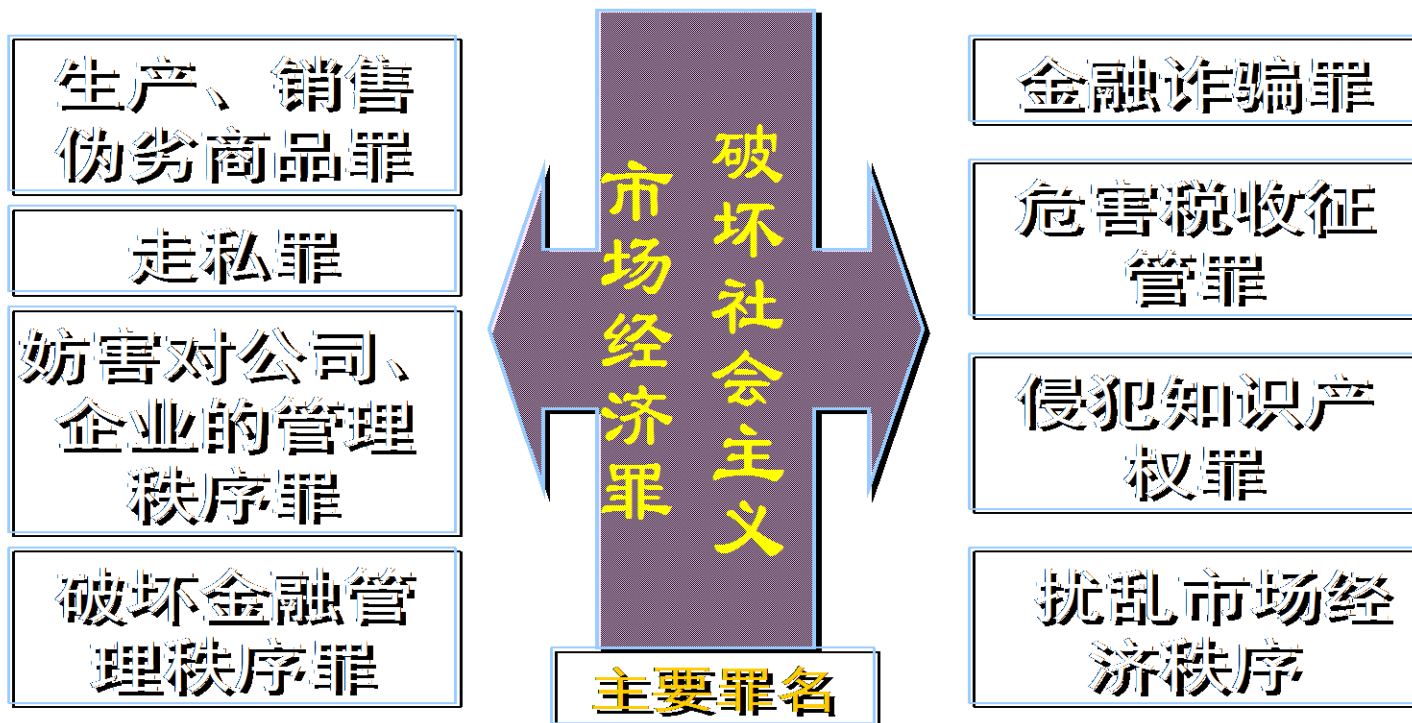 生产、销售
伪劣商品罪
走私罪
妨害对公司、
企业的管理
秩序罪
破坏金融管
理秩序罪
破坏社会主义
市场经济罪
主要罪名
金融诈骗罪
危害税收征
管罪
侵犯知识产
权罪
扰乱市场经
济秩序